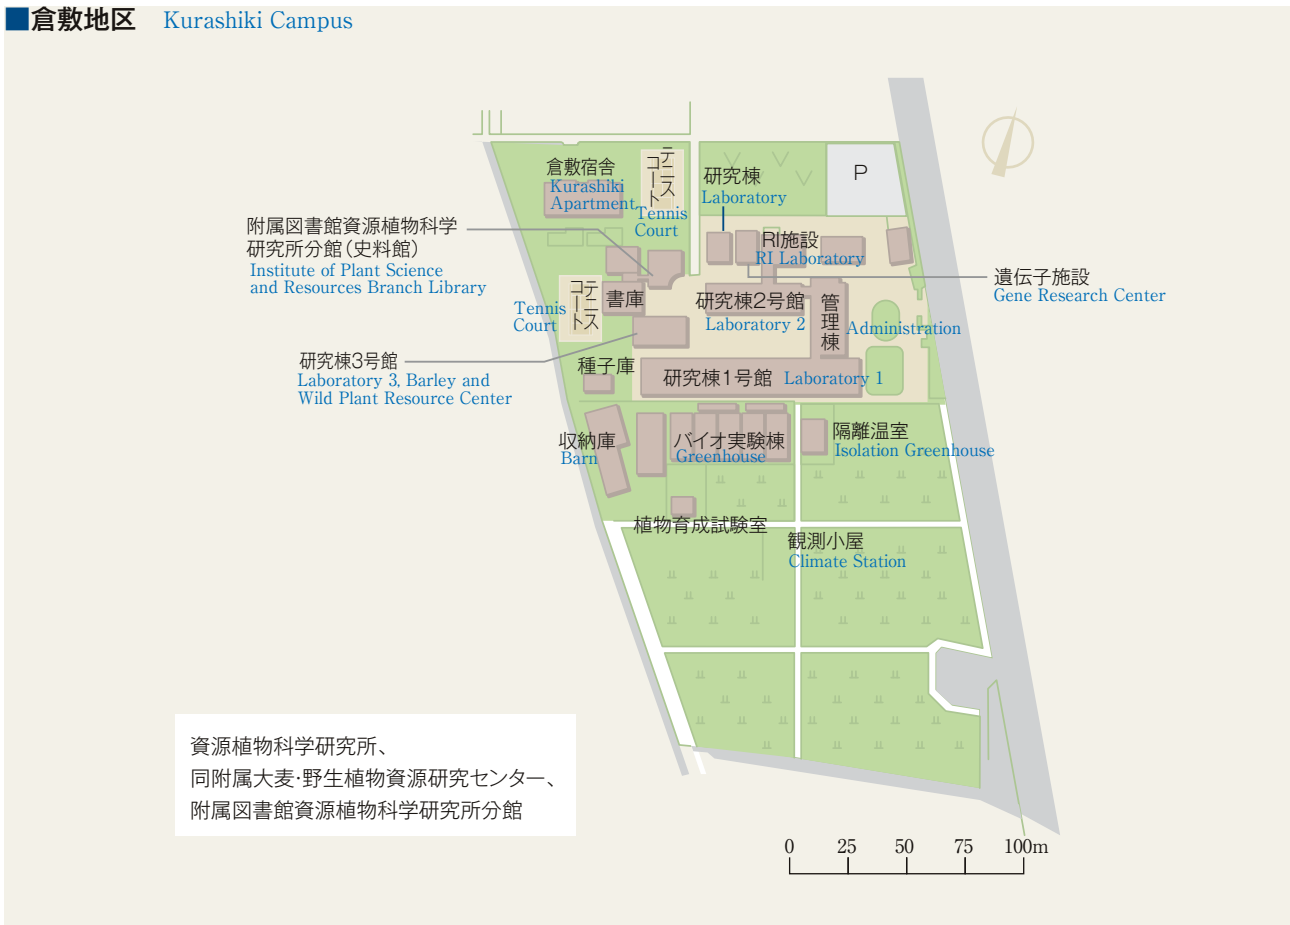 倉敷地区 Kurashiki Campus
倉敷宿舎
Kurashiki
Apartment
テニス
コート
Tennis
Court
研究棟
Laboratory
P
附属図書館資源植物科学
研究所分館（史料館）
Institute of Plant Science
and Resources Branch Library
RI施設
RI Laboratory
遺伝子施設
Gene Research Center
テニス
コート
Tennis
Court
書庫
研究棟2号館
Laboratory 2
管理棟
Administration
研究棟3号館
Laboratory 3, Barley and
Wild Plant Resource Center
種子庫
研究棟1号館 Laboratory 1
収納庫
Barn
バイオ実験棟
Greenhouse
隔離温室
Isolation Greenhouse
植物育成試験室
観測小屋
Climate Station
資源植物科学研究所、
同附属大麦・野生植物資源研究センター、
附属図書館資源植物科学研究所分館
0 25 50 75 100m